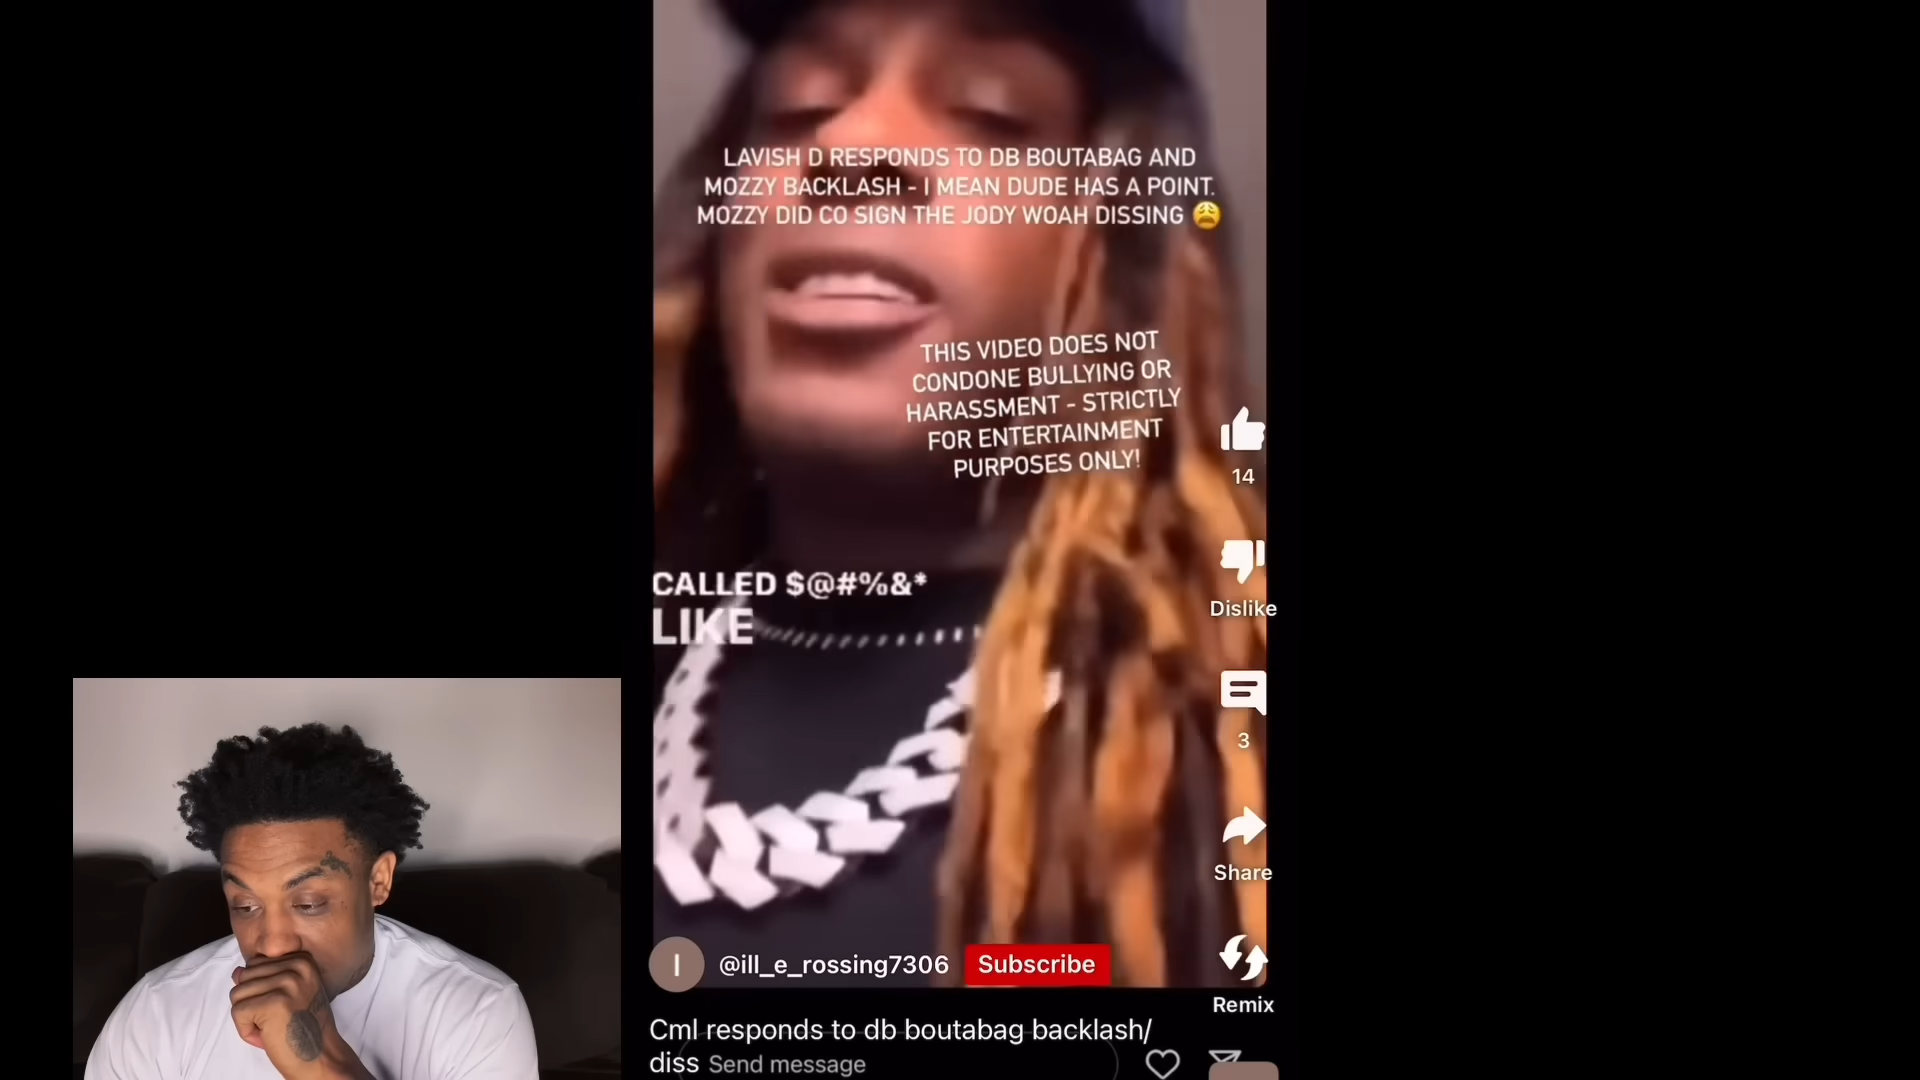 LAVISH D RESPONDS TO DB BOUTABAG AND
MOZZY BACKLASH - I MEAN DUDE HAS A POINT.
MOZZY DID CO SIGN THE JODY WOAH DISSING 😩
THIS VIDEO DOES NOT
CONDONE BULLYING OR
HARASSMENT - STRICTLY
FOR ENTERTAINMENT
PURPOSES ONLY!
14
Dislike
CALLED $@#%&*
LIKE
3
Share
I
@ill_e_rossing7306
Subscribe
Remix
Cml responds to db boutabag backlash/
diss
Send message